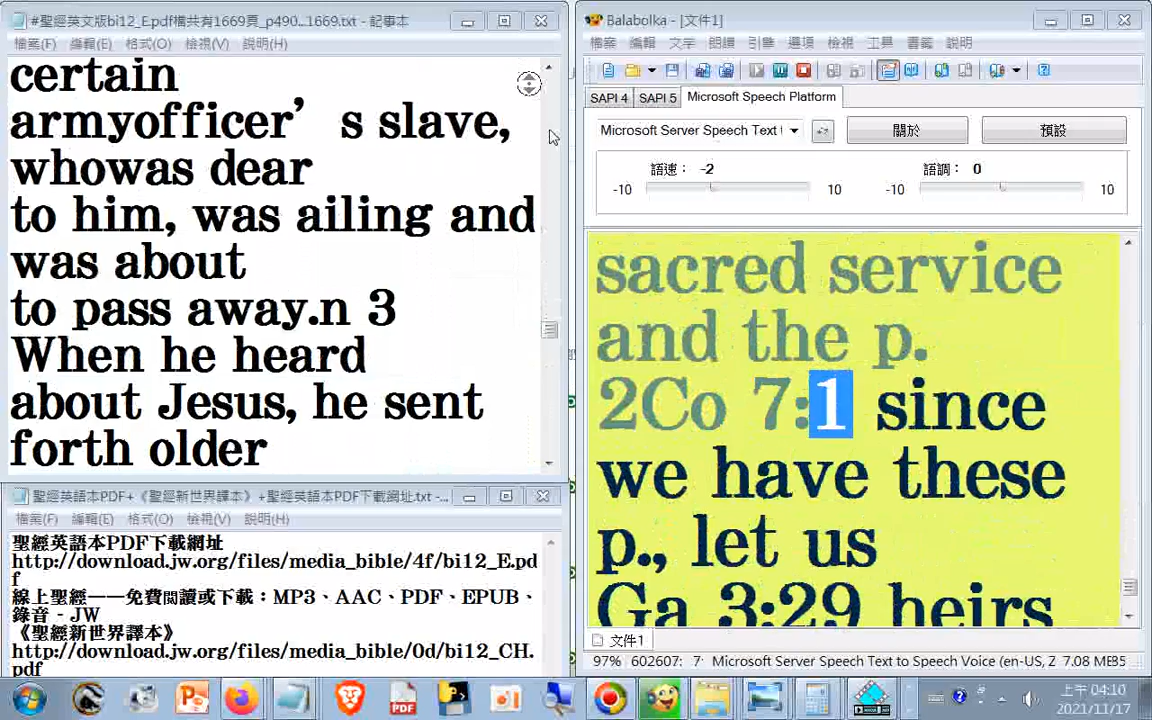 #聖經英文版bi12_E.pdf檔共有1669頁_p490...1669.txt - 記事本
檔案(F) 編輯(E) 格式(O) 檢視(V) 說明(H)
certain
armyofficer’ s slave,
whowas dear
to him, was ailing and
was about
to pass away.n 3
When he heard
about Jesus, he sent
forth older
聖經英語本PDF+《聖經新世界譯本》+聖經英語本PDF下載網址.txt - ...
檔案(F) 編輯(E) 格式(O) 檢視(V) 說明(H)
聖經英語本PDF下載網址
http://download.jw.org/files/media_bible/4f/bi12_E.pd
f
線上聖經——免費閱讀或下載：MP3、AAC、PDF、EPUB、
錄音 - JW
《聖經新世界譯本》
http://download.jw.org/files/media_bible/0d/bi12_CH.
pdf
Balabolka - [文件1]
檔案 編輯 文字 朗讀 引擎 選項 檢視 工具 書籤 說明
SAPI 4 SAPI 5 Microsoft Speech Platform
Microsoft Server Speech Text t 關於 預設
語速： -2 語調： 0
-10 10 -10 10
sacred service
and the p.
2Co 7:1 since
we have these
p., let us
Ga 3:29 heirs
文件1
97% 602607: 7 Microsoft Server Speech Text to Speech Voice (en-US, Z 7.08 MB
上午 04:10
2021/11/17